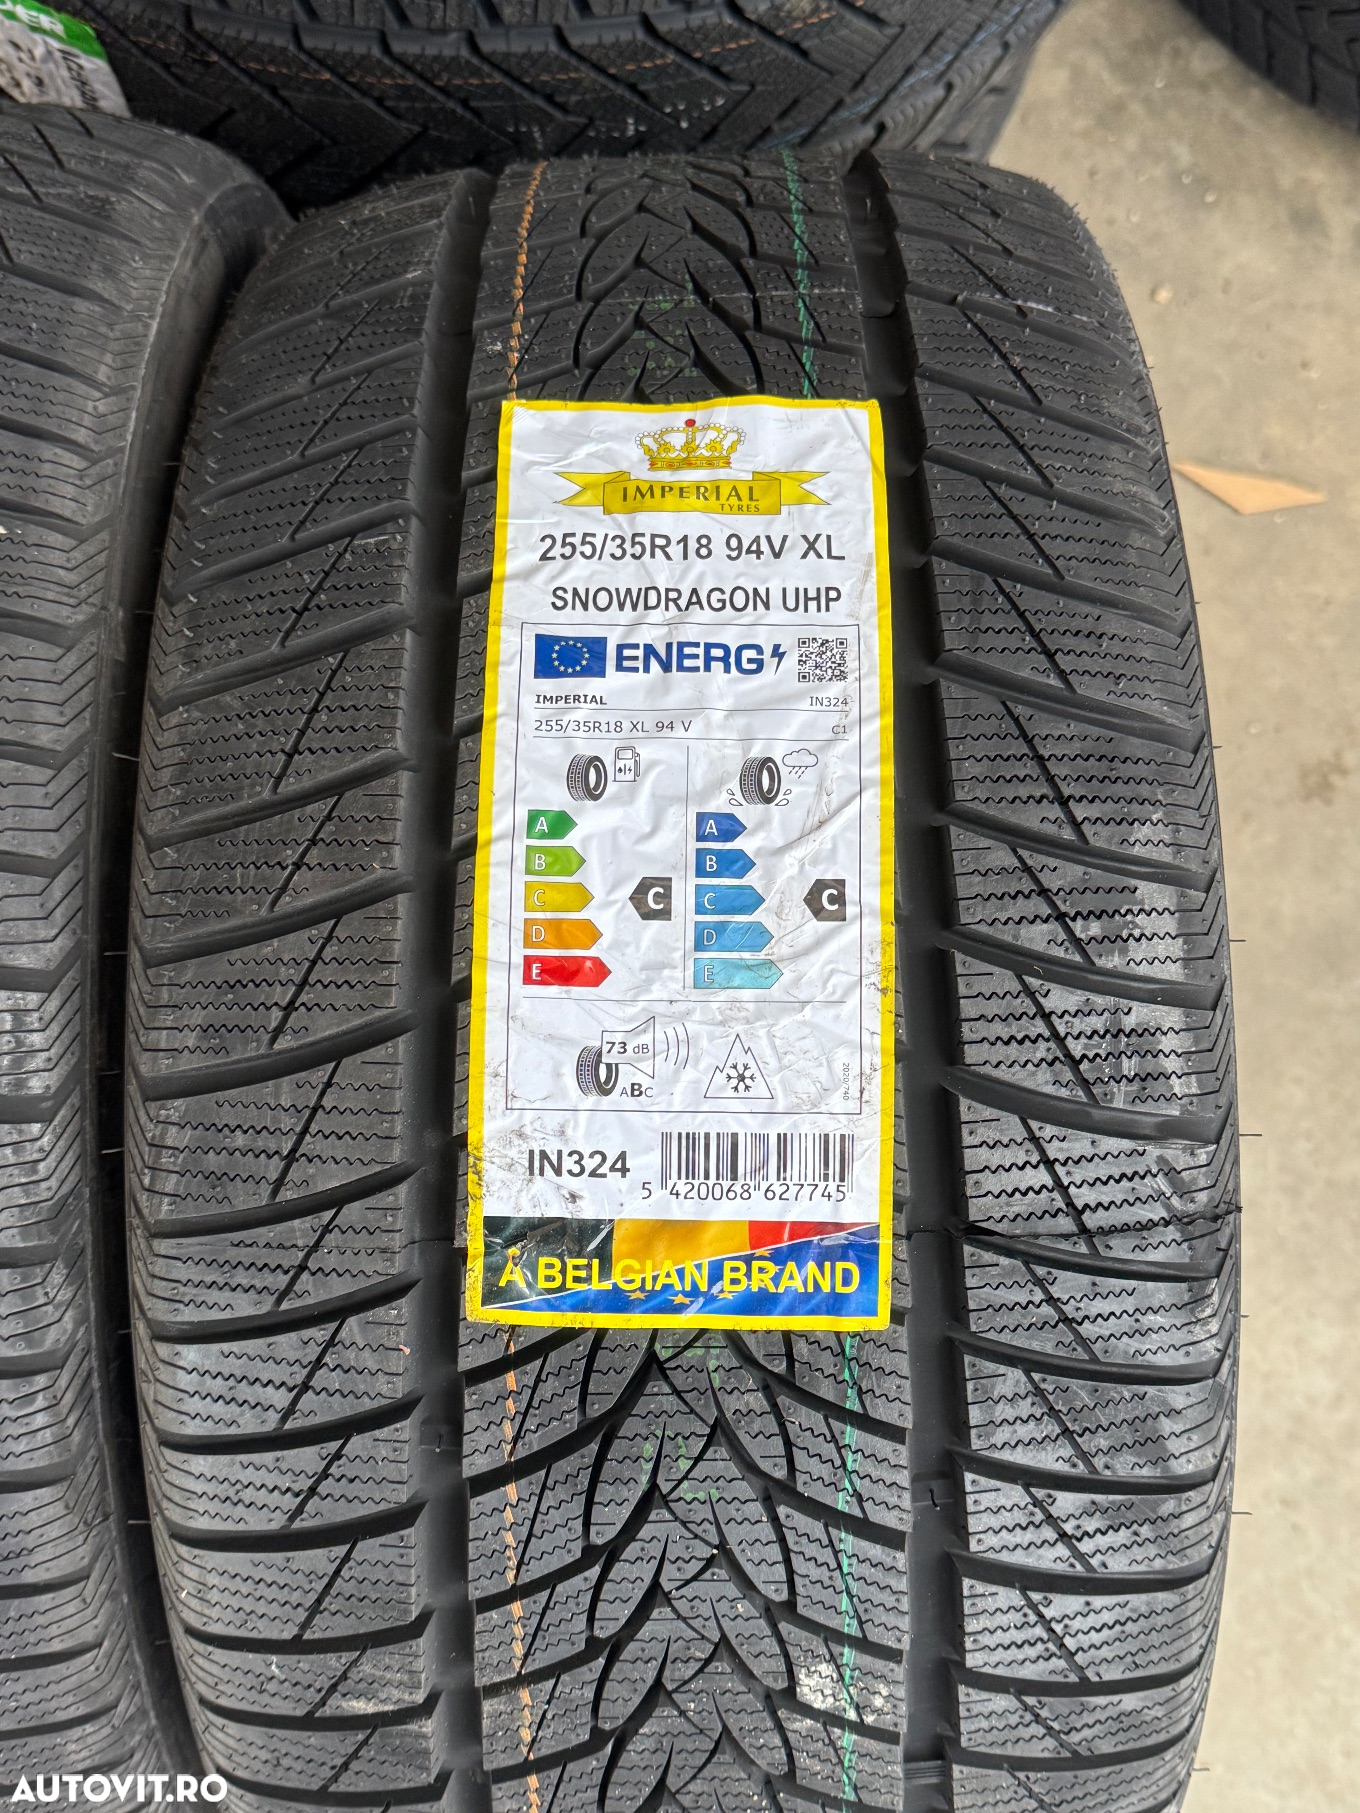 IMPERIAL
TYRES
255/35R18 94V XL
SNOWDRAGON UHP
ENERG
IMPERIAL IN324
255/35R18 XL 94 V C1
A A
B B
C C C C
D D
E E
73 dB
ABC
2020/740
IN324
5 420068 627745
A BELGIAN BRAND
AUTOVIT.RO